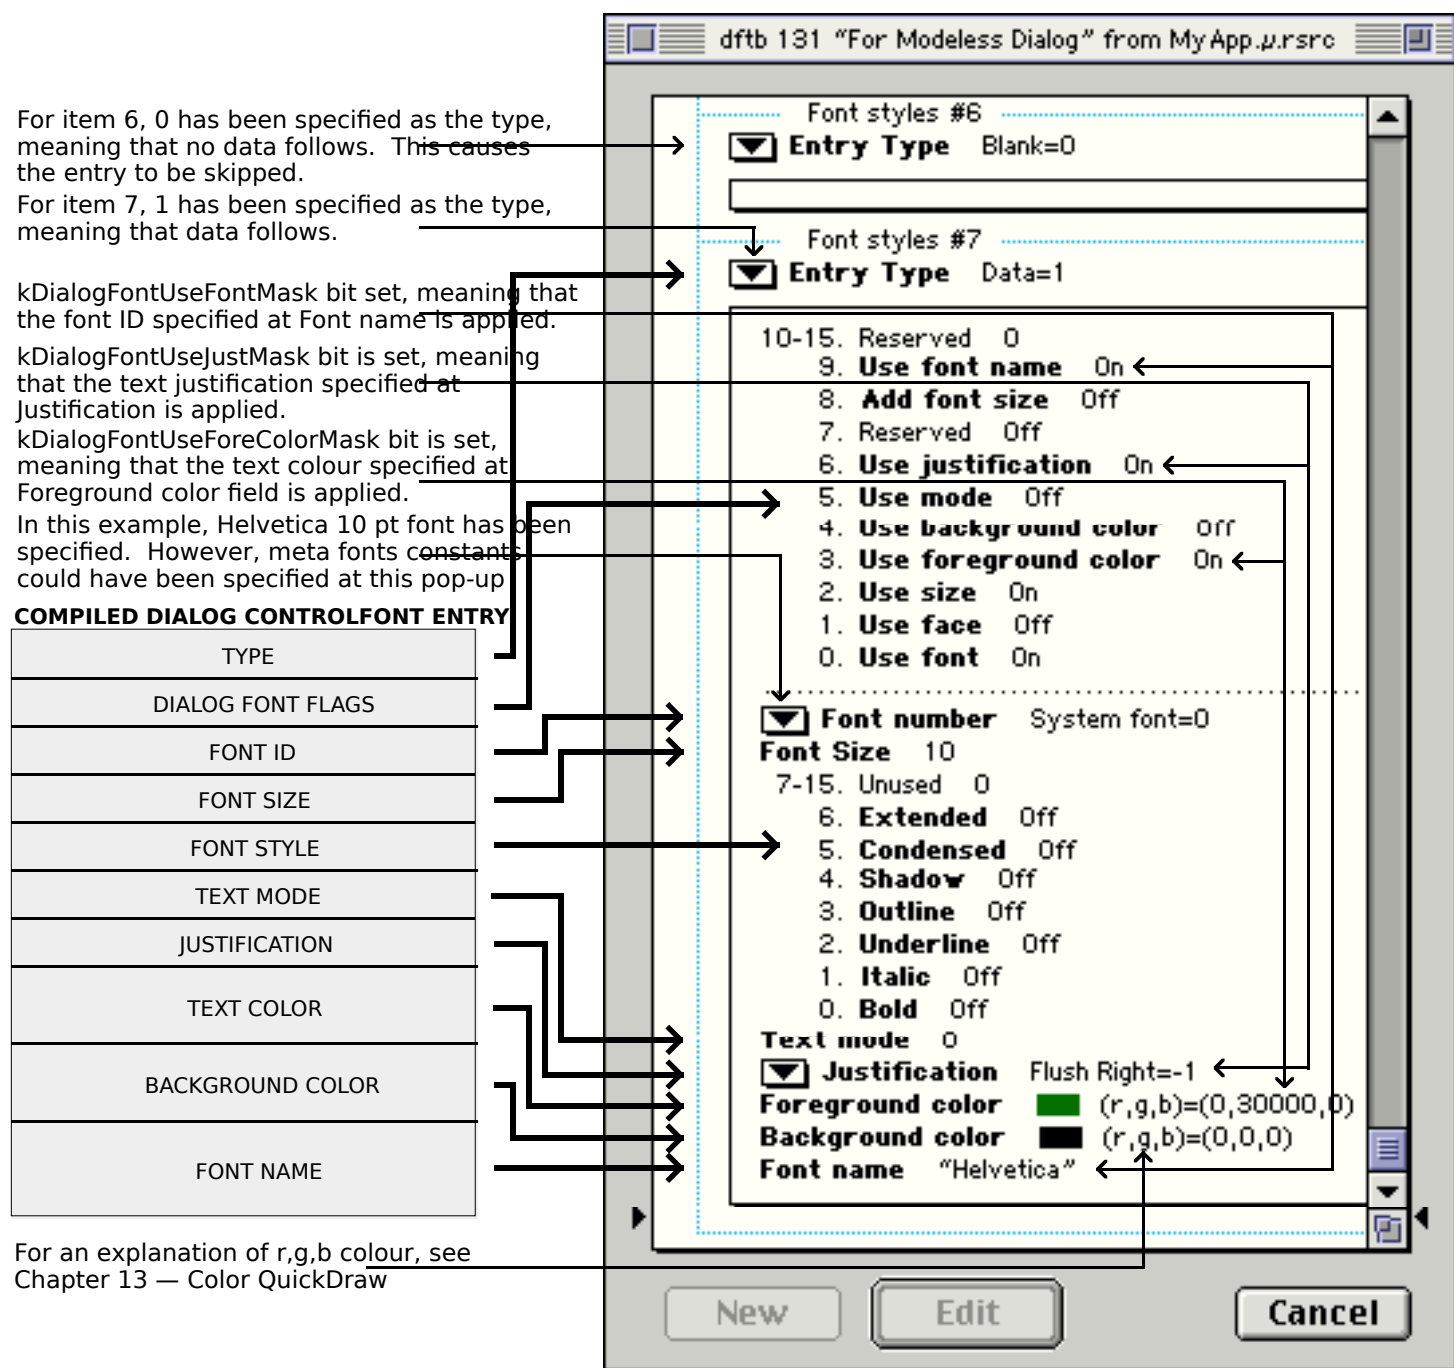 dftb 131 “For Modeless Dialog” from MyApp.µ.rsrc
For item 6, 0 has been specified as the type,
meaning that no data follows.  This causes
the entry to be skipped.
For item 7, 1 has been specified as the type,
meaning that data follows.
kDialogFontUseFontMask bit set, meaning that
the font ID specified at Font name is applied.
kDialogFontUseJustMask bit is set, meaning
that the text justification specified at
Justification is applied.
kDialogFontUseForeColorMask bit is set,
meaning that the text colour specified at
Foreground color field is applied.
In this example, Helvetica 10 pt font has been
specified.  However, meta fonts constants
could have been specified at this pop-up
COMPILED DIALOG CONTROLFONT ENTRY
TYPE
DIALOG FONT FLAGS
FONT ID
FONT SIZE
FONT STYLE
TEXT MODE
JUSTIFICATION
TEXT COLOR
BACKGROUND COLOR
FONT NAME
For an explanation of r,g,b colour, see
Chapter 13 — Color QuickDraw
Font styles #6
Entry Type Blank=0
Font styles #7
Entry Type Data=1
10-15. Reserved 0
9. Use font name On
8. Add font size Off
7. Reserved Off
6. Use justification On
5. Use mode Off
4. Use background color Off
3. Use foreground color On
2. Use size On
1. Use face Off
0. Use font On
Font number System font=0
Font Size 10
7-15. Unused 0
6. Extended Off
5. Condensed Off
4. Shadow Off
3. Outline Off
2. Underline Off
1. Italic Off
0. Bold Off
Text mode 0
Justification Flush Right=-1
Foreground color (r,g,b)=(0,30000,0)
Background color (r,g,b)=(0,0,0)
Font name “Helvetica”
New Edit Cancel